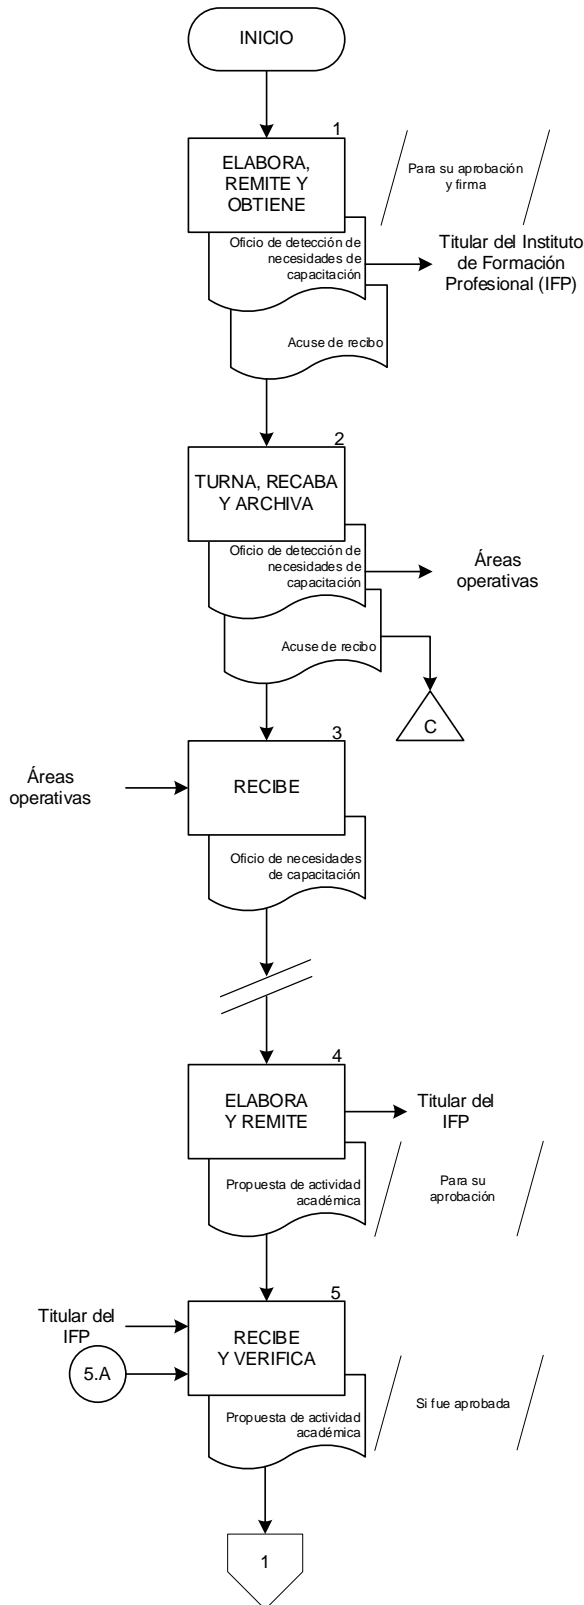 INICIO
1
ELABORA,
REMITE Y
OBTIENE
Para su aprobación
y firma
Oficio de detección de
necesidades de
capacitación
Titular del Instituto
de Formación
Profesional (IFP)
Acuse de recibo
2
TURNA, RECABA
Y ARCHIVA
Oficio de detección de
necesidades de
capacitación
Áreas
operativas
Acuse de recibo
C
3
Áreas
operativas
RECIBE
Oficio de necesidades
de capacitación
4
ELABORA
Y REMITE
Titular del
IFP
Propuesta de actividad
académica
Para su
aprobación
5
Titular del
IFP
5.A
RECIBE
Y VERIFICA
Propuesta de actividad
académica
Si fue aprobada
1